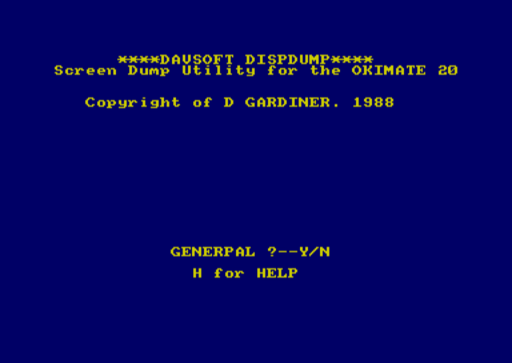 ****DAVSOFT DISPDUMP****
Screen Dump Utility for the OKIMATE 20
Copyright of D GARDINER. 1988
GENERPAL ?--Y/N
H for HELP